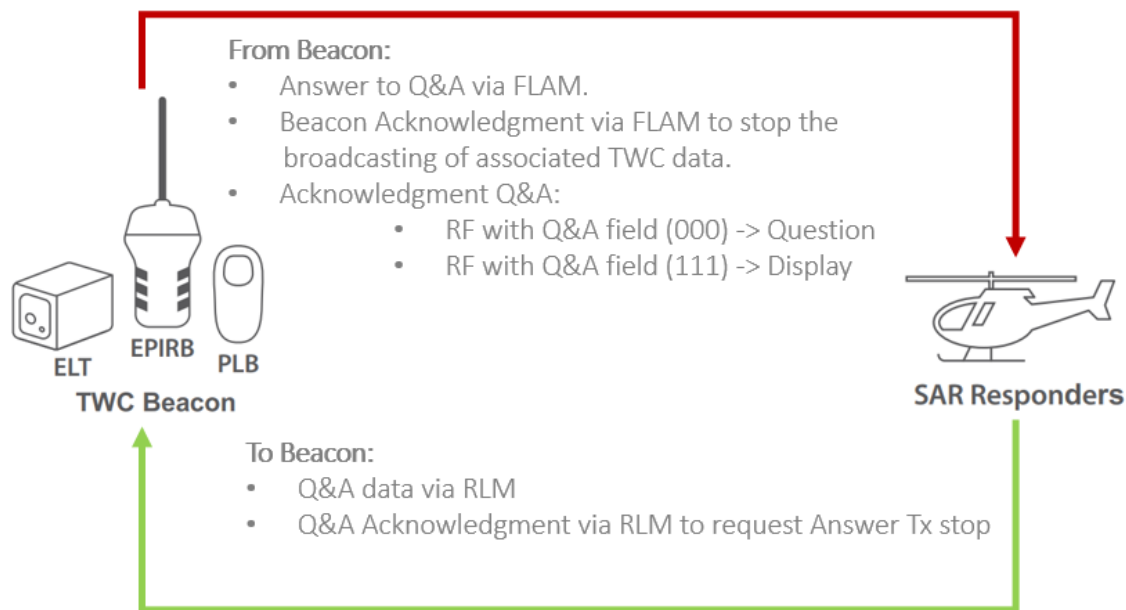 From Beacon:
• Answer to Q&A via FLAM.
• Beacon Acknowledgment via FLAM to stop the
broadcasting of associated TWC data.
• Acknowledgment Q&A:
• RF with Q&A field (000) -> Question
• RF with Q&A field (111) -> Display
ELT
EPIRB
PLB
TWC Beacon
SAR Responders
To Beacon:
• Q&A data via RLM
• Q&A Acknowledgment via RLM to request Answer Tx stop